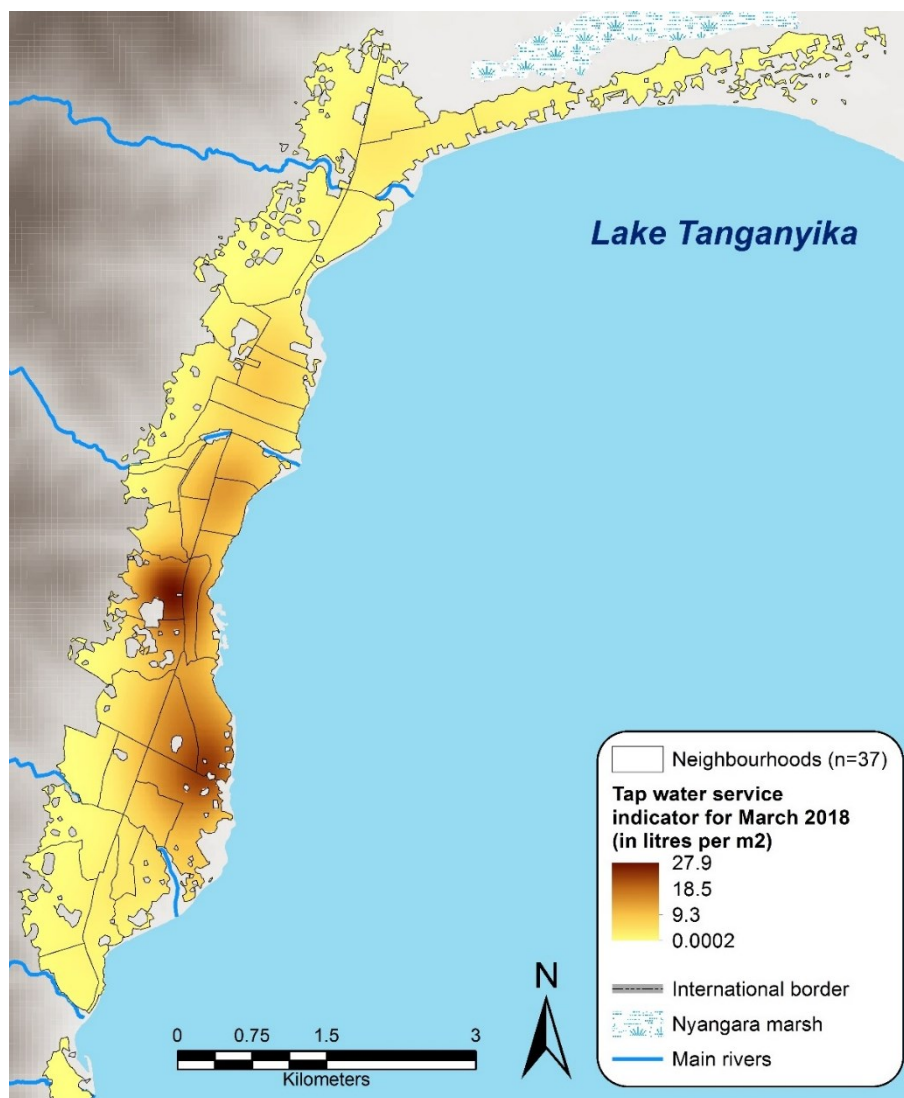 Lake Tanganyika
Neighbourhoods (n=37)
Tap water service
indicator for March 2018
(in litres per m2)
27.9
18.5
9.3
0.0002
International border
Nyangara marsh
Main rivers
N
0 0.75 1.5 3
Kilometers